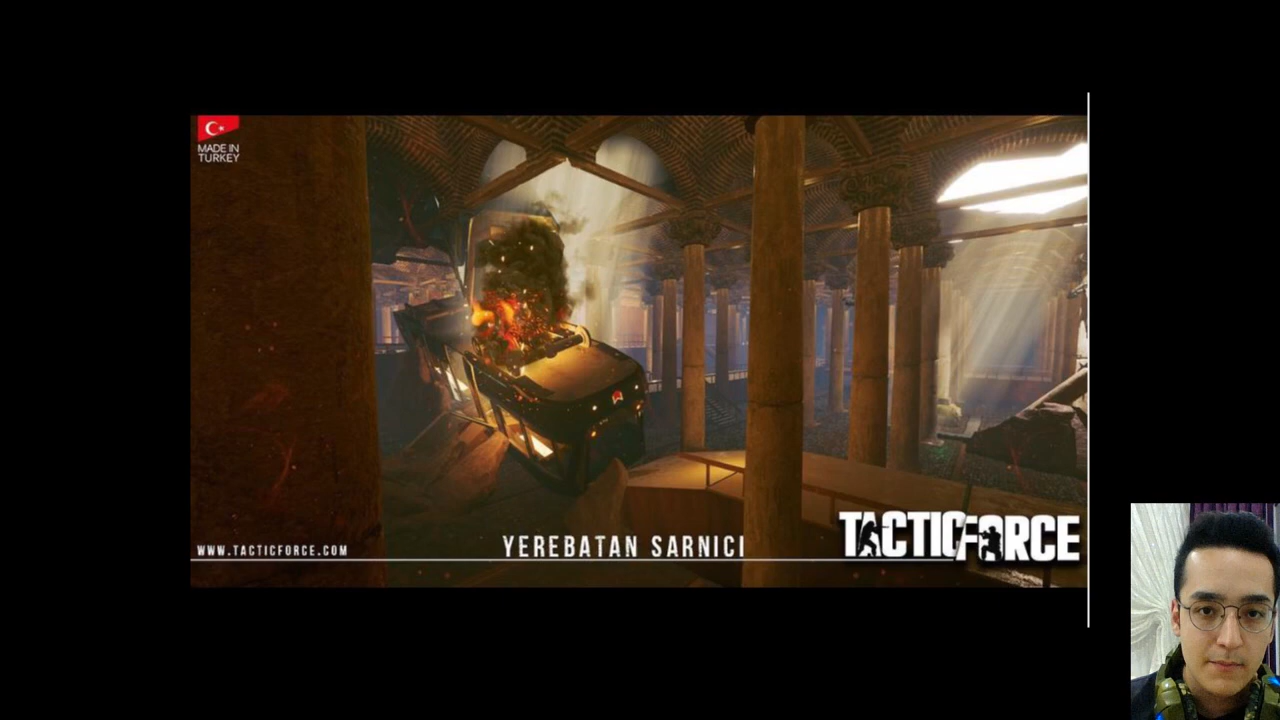 MADE IN
TURKEY
WWW.TACTICFORCE.COM
YEREBATAN SARNICI
TACTICFORCE